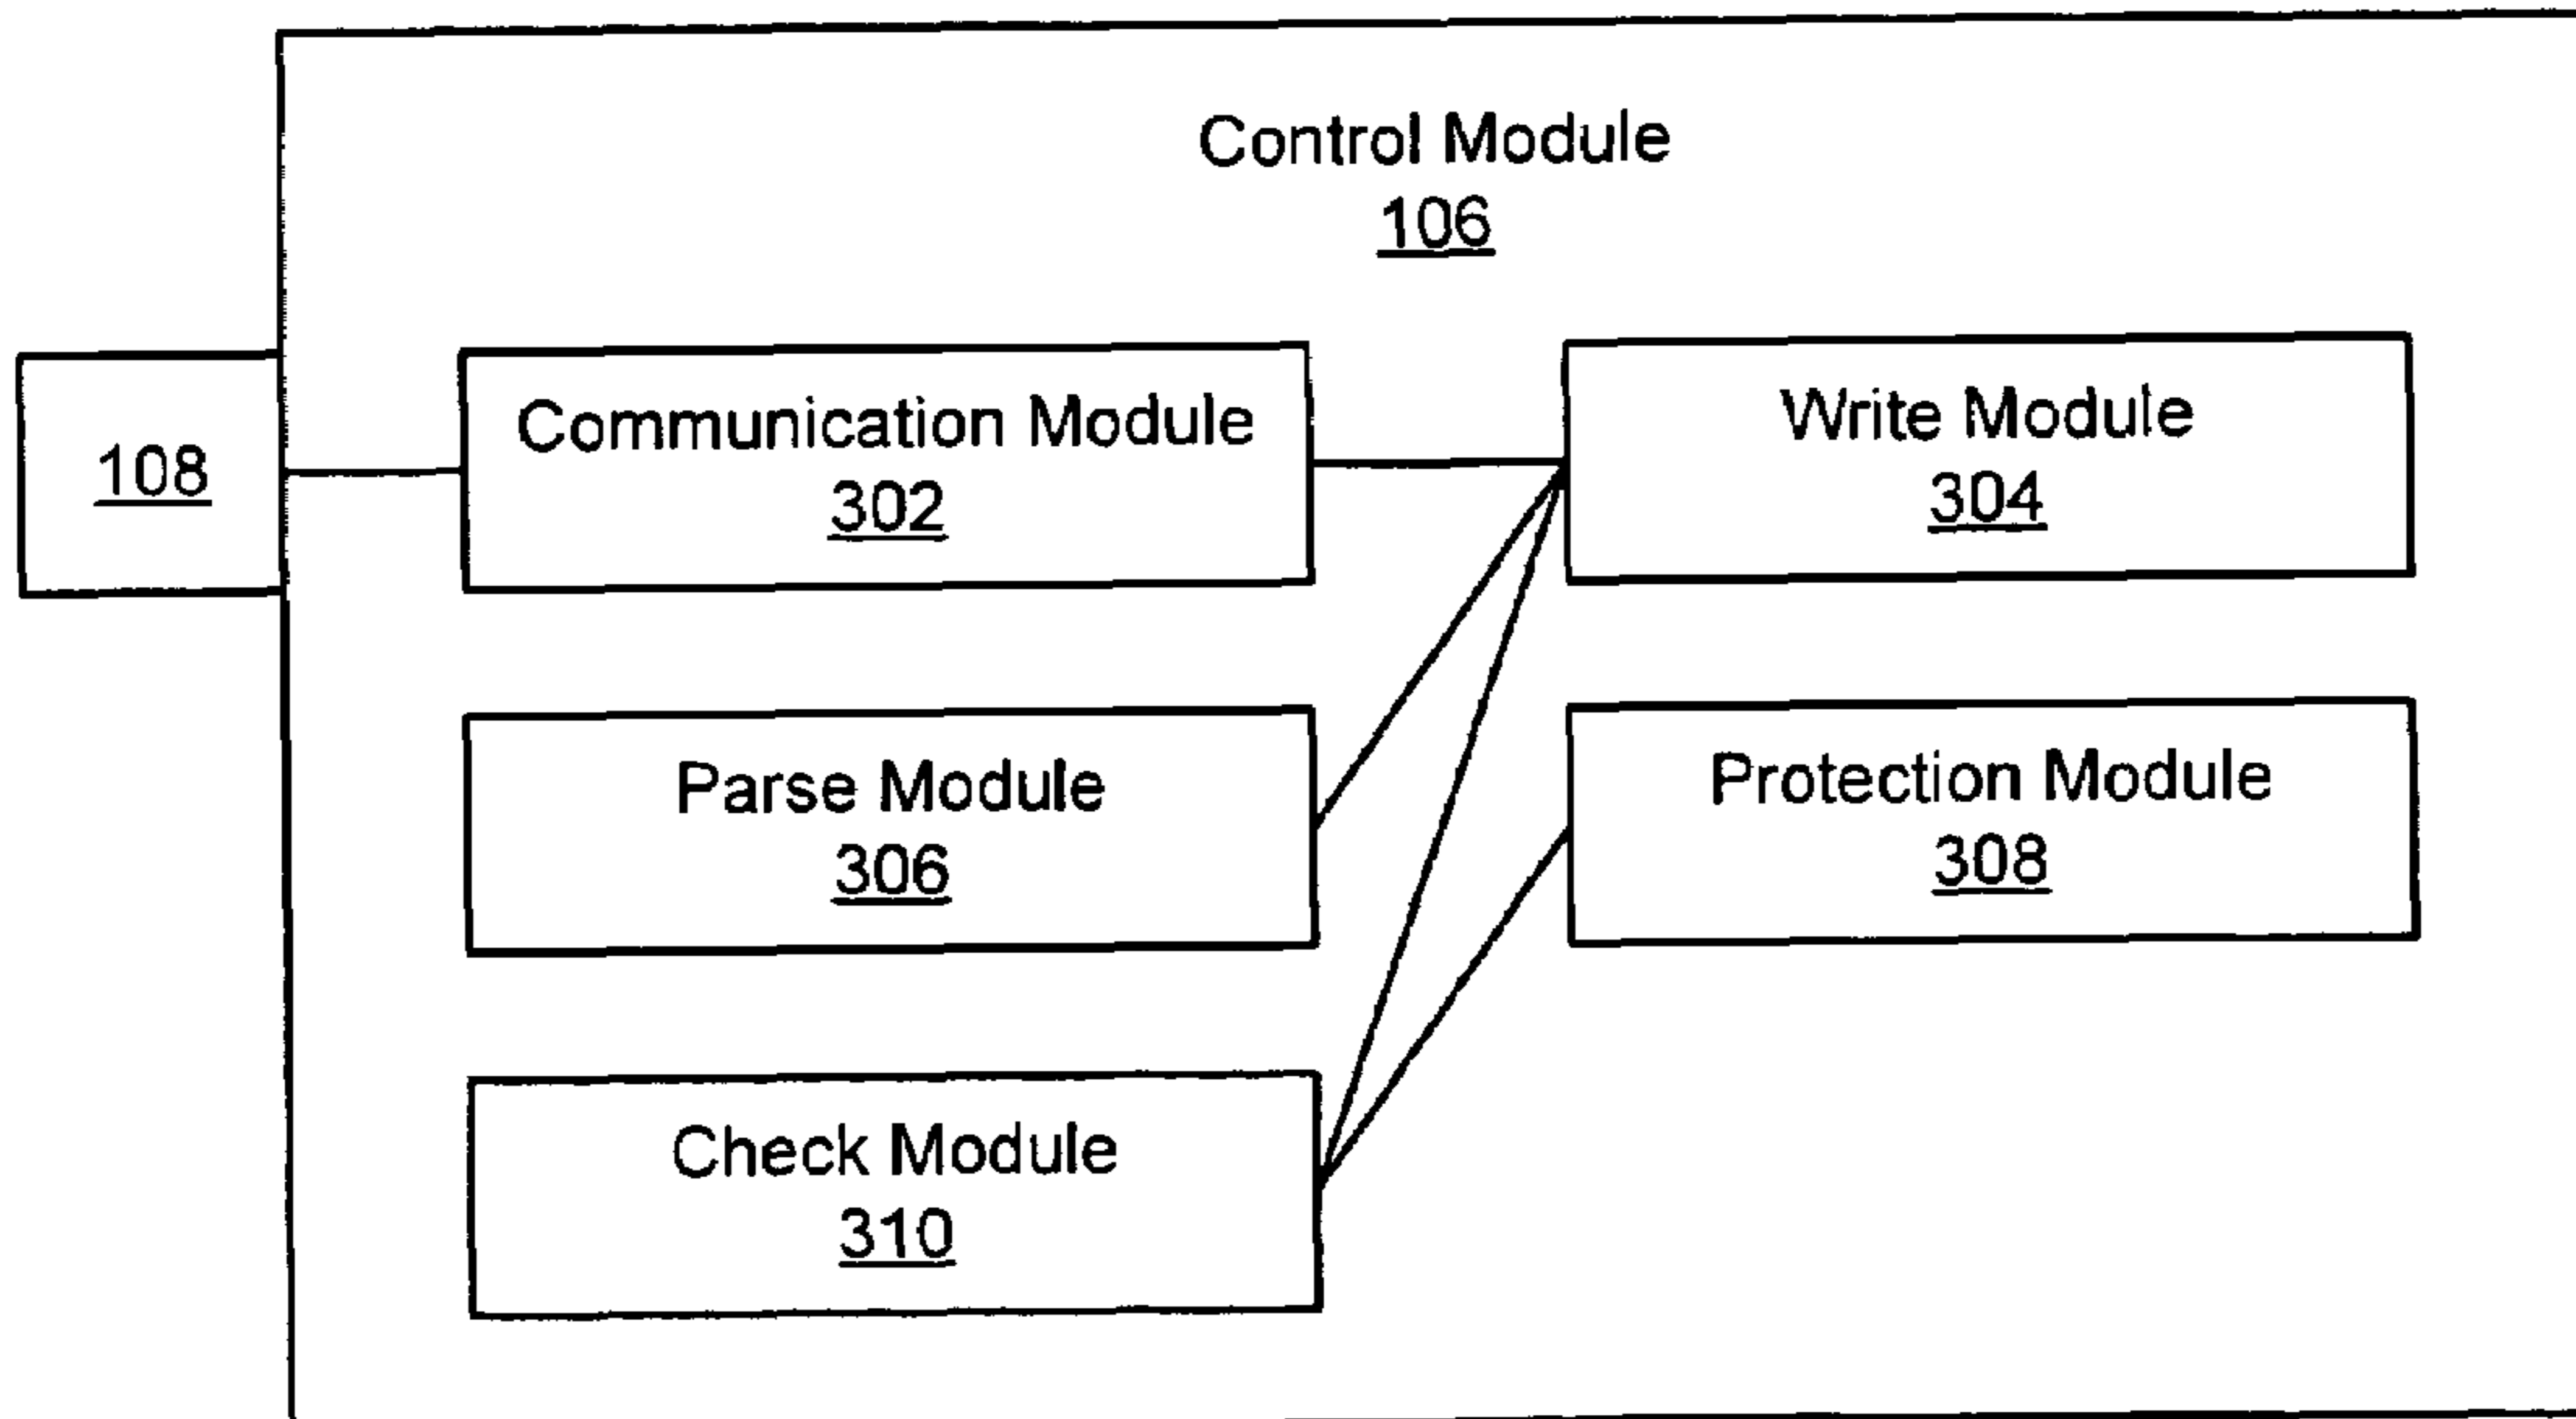 Control Module
106
108
Communication Module
302
Write Module
304
Parse Module
306
Protection Module
308
Check Module
310